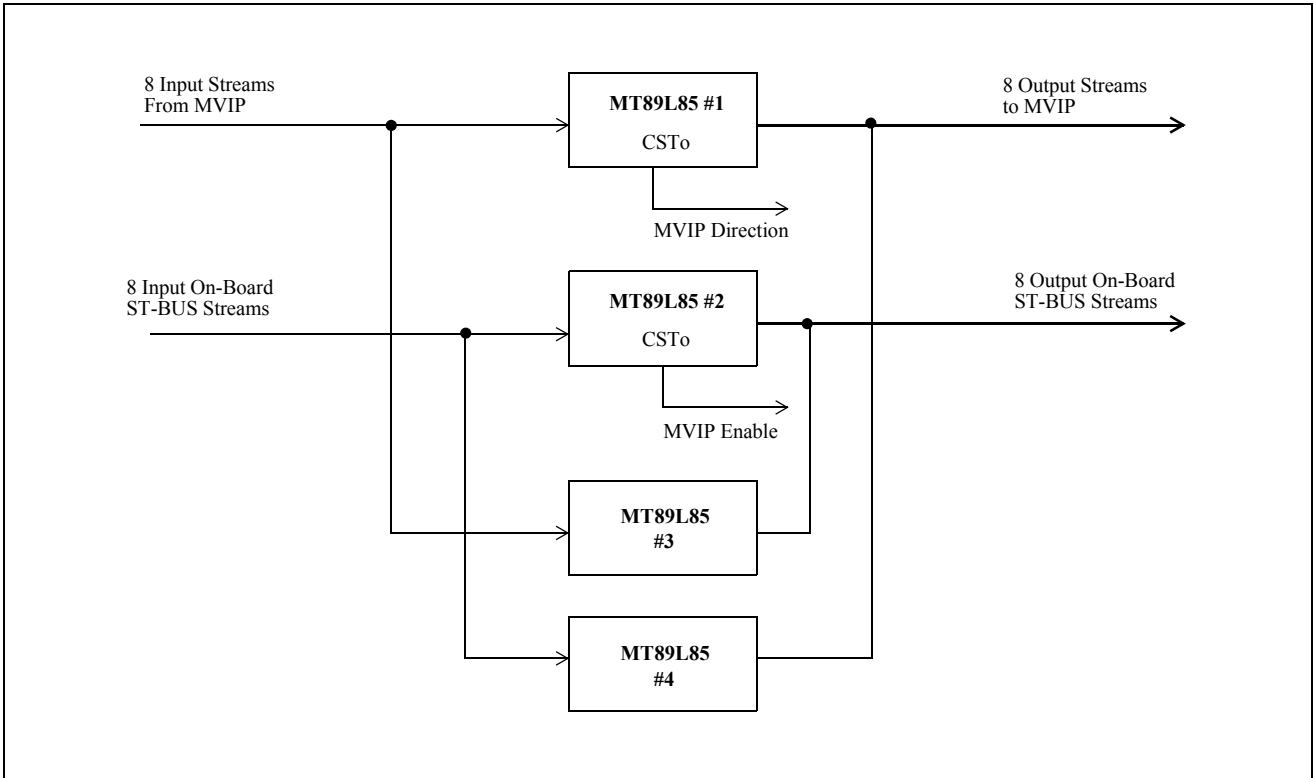 8 Input Streams
From MVIP
MT89L85 #1
CSTo
8 Output Streams
to MVIP
MVIP Direction
8 Input On-Board
ST-BUS Streams
MT89L85 #2
CSTo
8 Output On-Board
ST-BUS Streams
MVIP Enable
MT89L85
#3
MT89L85
#4